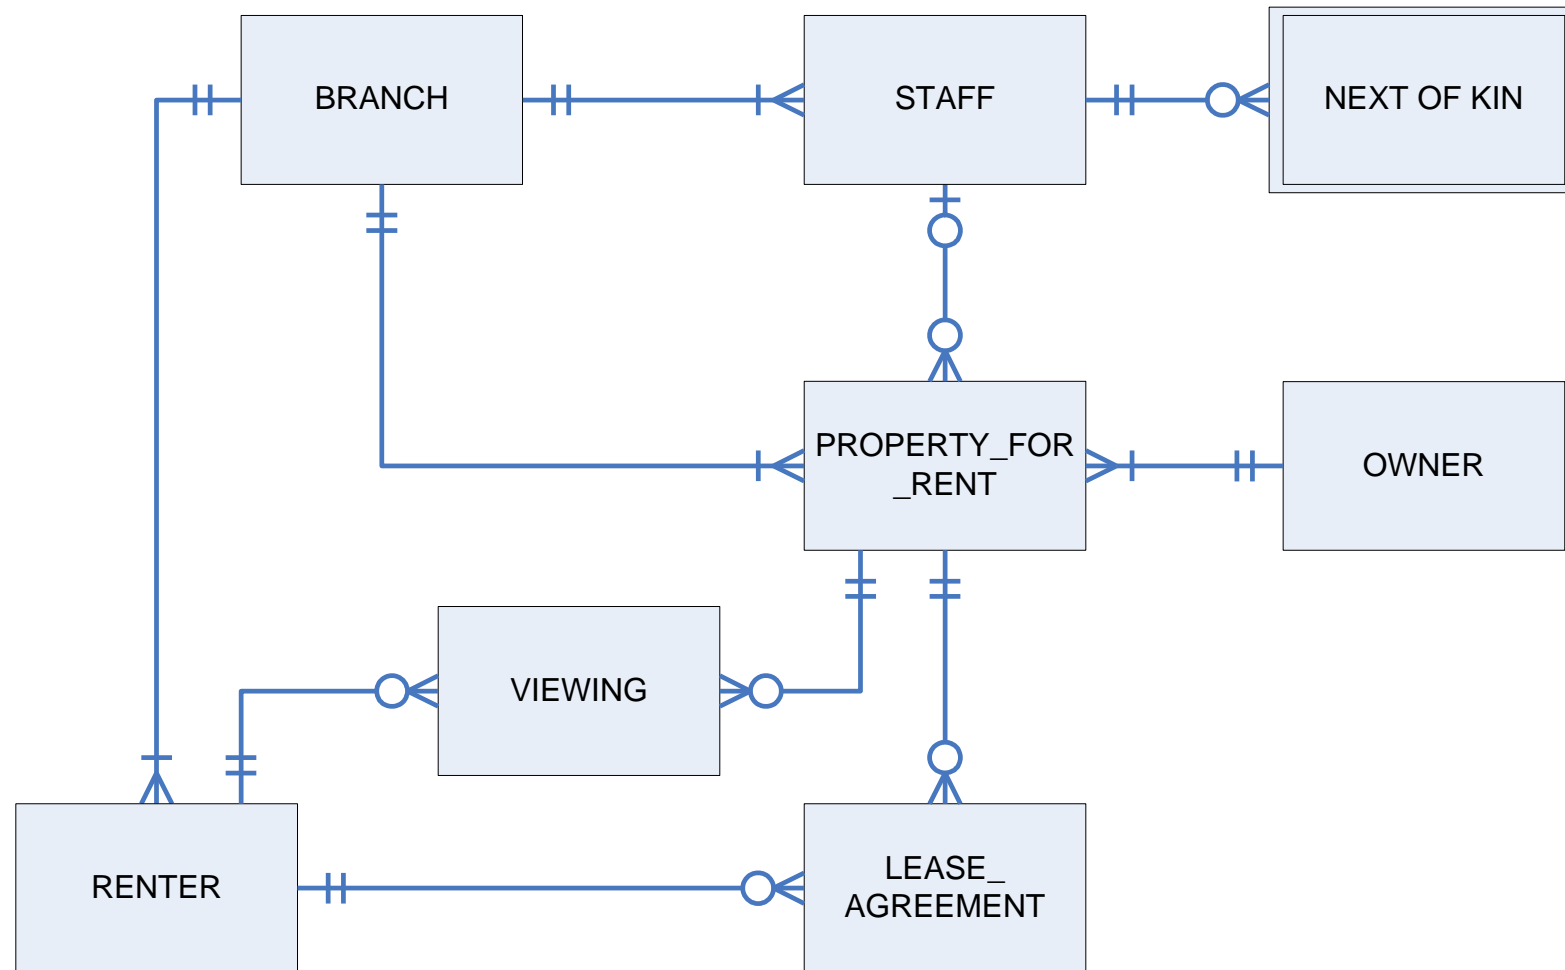 BRANCH
STAFF
NEXT OF KIN
PROPERTY_FOR
_RENT
OWNER
VIEWING
RENTER
LEASE_
AGREEMENT